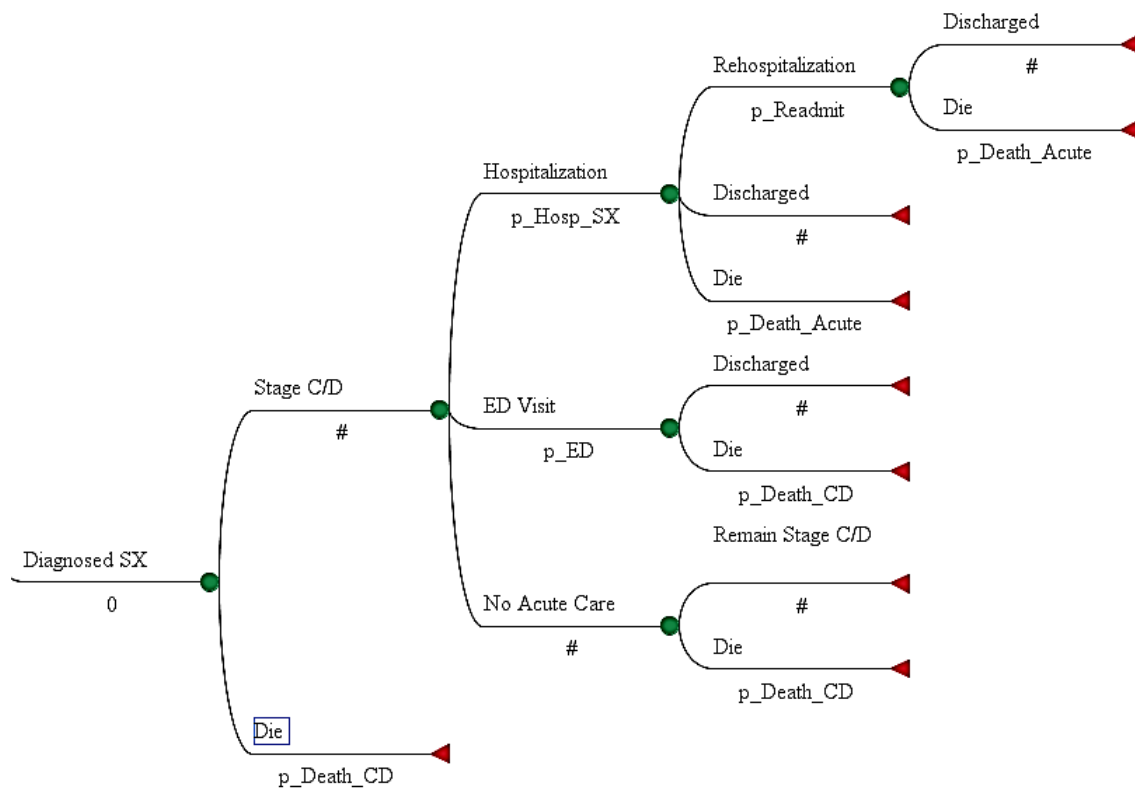 Discharged
#
Rehospitalization
p_Readmit
Die
p_Death_Acute
Hospitalization
p_Hosp_SX
Discharged
#
Die
p_Death_Acute
Stage C/D
#
Discharged
#
ED Visit
p_ED
Die
p_Death_CD
Remain Stage C/D
#
Diagnosed SX
0
No Acute Care
#
Die
p_Death_CD
Die
p_Death_CD